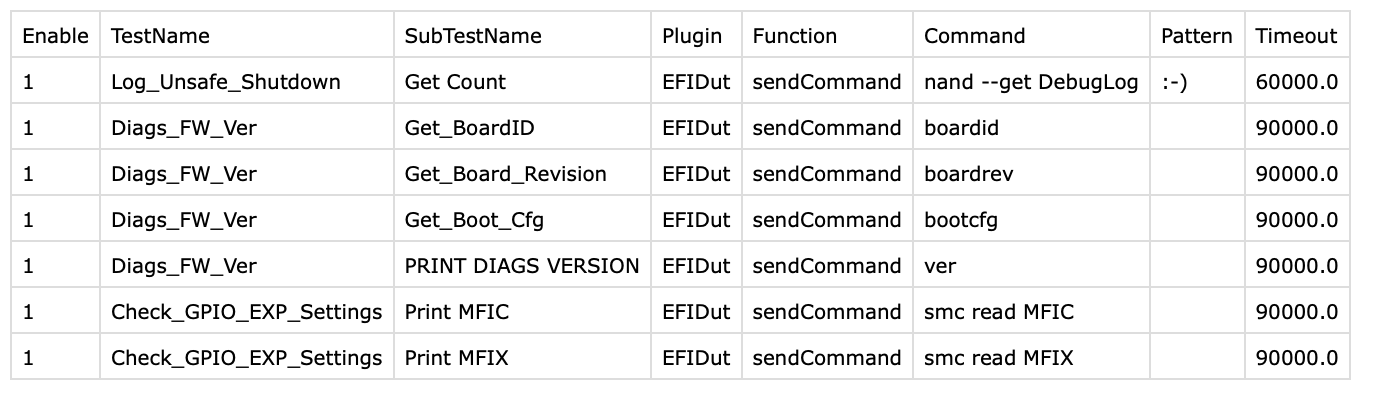 Enable TestName SubTestName Plugin Function Command Pattern Timeout
1 Log_Unsafe_Shutdown Get Count EFIDut sendCommand nand --get DebugLog :-) 60000.0
1 Diags_FW_Ver Get_BoardID EFIDut sendCommand boardid 90000.0
1 Diags_FW_Ver Get_Board_Revision EFIDut sendCommand boardrev 90000.0
1 Diags_FW_Ver Get_Boot_Cfg EFIDut sendCommand bootcfg 90000.0
1 Diags_FW_Ver PRINT DIAGS VERSION EFIDut sendCommand ver 90000.0
1 Check_GPIO_EXP_Settings Print MFIC EFIDut sendCommand smc read MFIC 90000.0
1 Check_GPIO_EXP_Settings Print MFIX EFIDut sendCommand smc read MFIX 90000.0